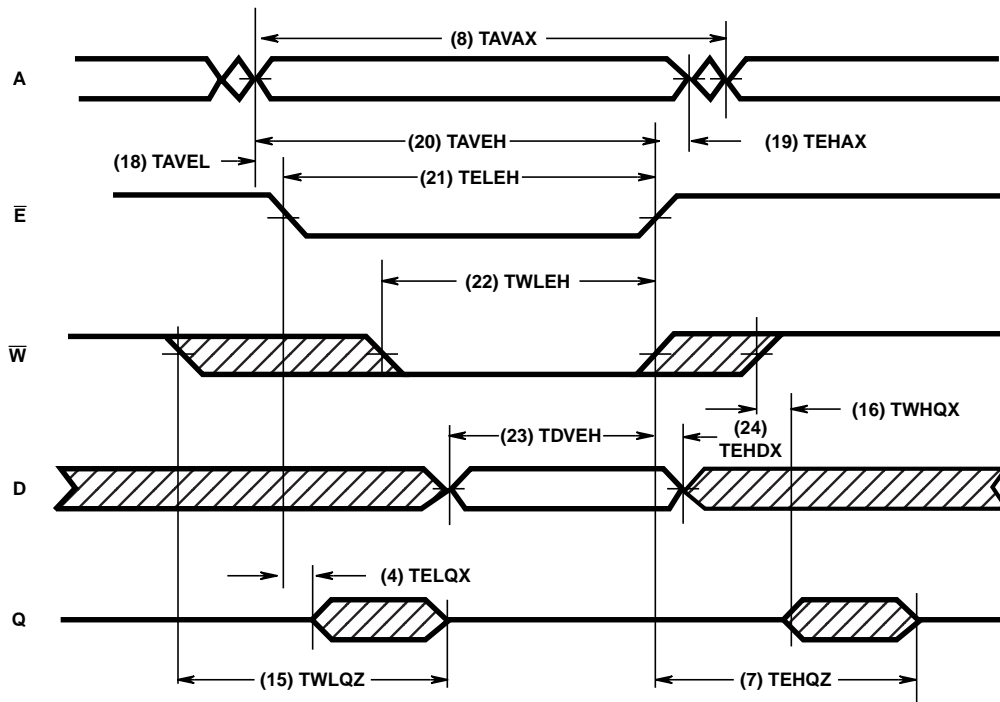 (8) TAVAX
A
(20) TAVEH
(19) TEHAX
(18) TAVEL
(21) TELEH
E̅
(22) TWLEH
W̅
(16) TWHQX
(23) TDVEH
(24)
TEHDX
D
(4) TELQX
Q
(15) TWLQZ
(7) TEHQZ